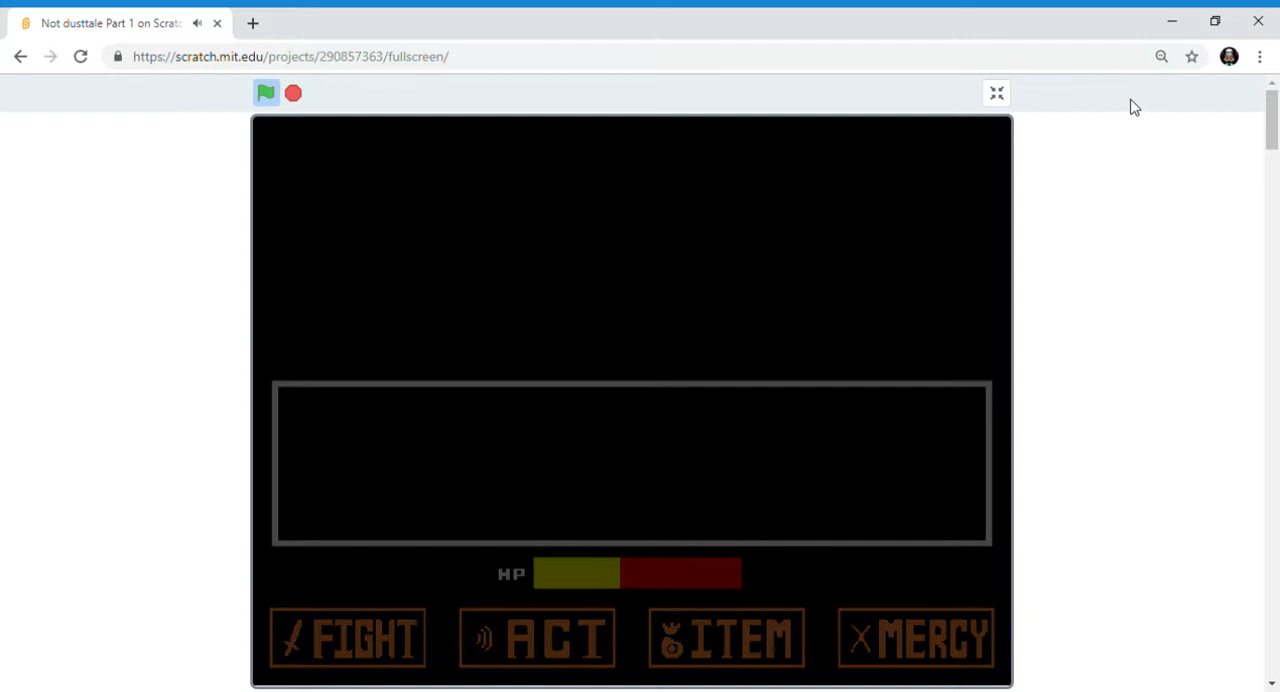 Not dusttale Part 1 on Scratc
https://scratch.mit.edu/projects/290857363/fullscreen/
HP
FIGHT ACT ITEM MERCY